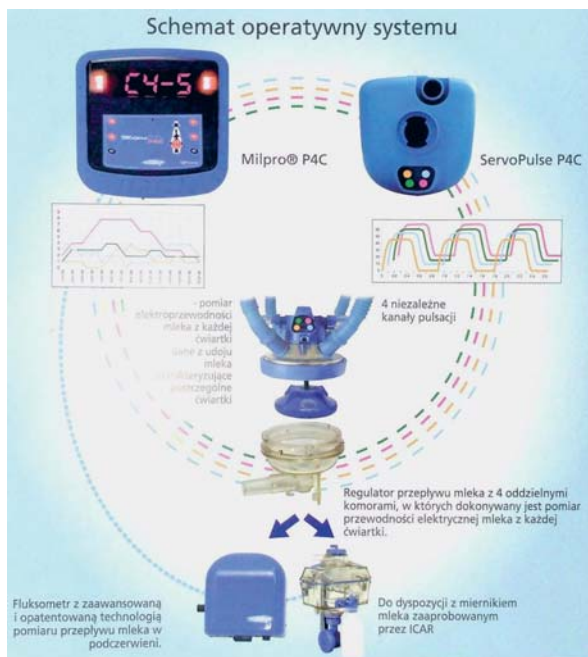 Schemat operatywny systemu
C4-5
Milpro® P4C
ServoPulse P4C
- pomiar
elektroprzewodności
mleka z każdej
ćwiartki
dane z udoju
mleka
poszczególne
ćwiartki
4 niezależne
kanały pulsacji
Regulator przepływu mleka z 4 oddzielnymi
komorami, w których dokonywany jest pomiar
przewodności elektrycznej mleka z każdej
ćwiartki.
Fluksometr z zaawansowaną
i opatentowaną technologią
pomiaru przepływu mleka w
podczerwieni.
Do dyspozycji z miernikiem
mleka zaaprobowanym
przez ICAR